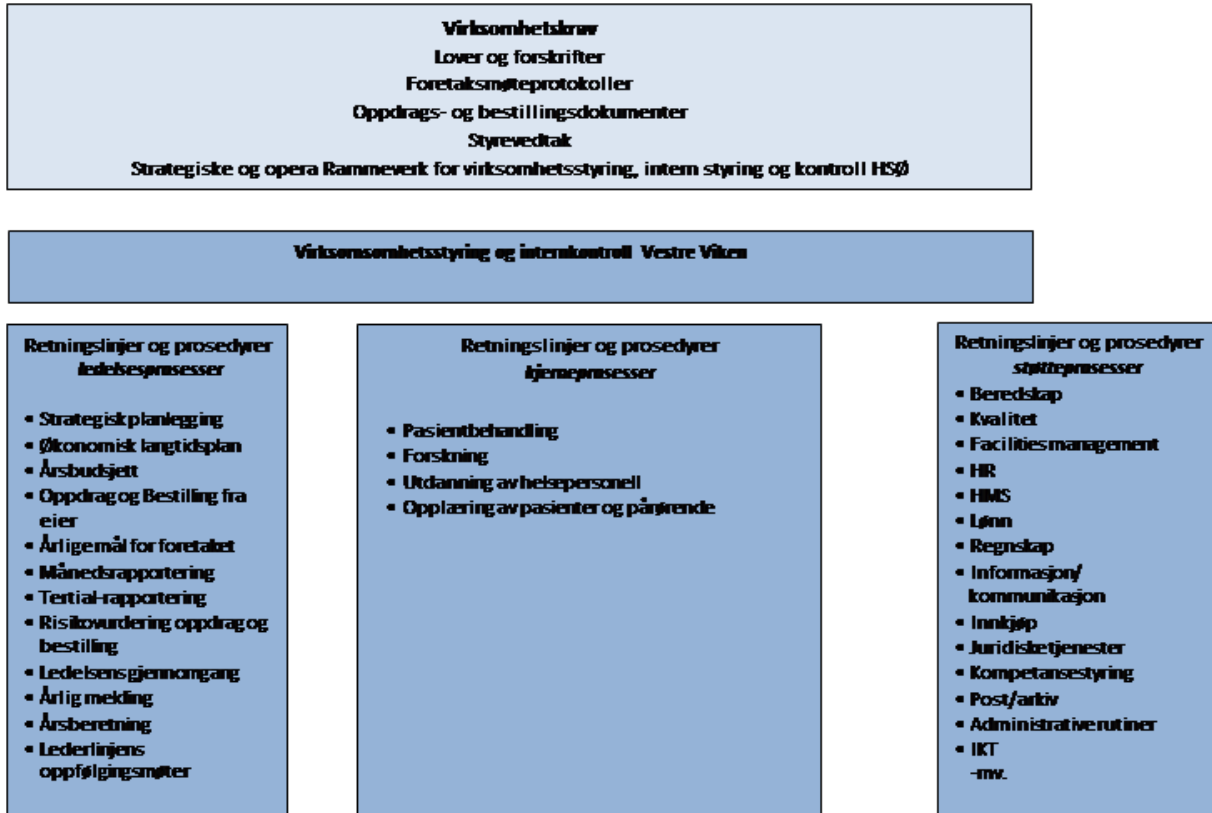 Virksomhetskrav
Lover og forskrifter
Foretaksmøteprotokoller
Oppdrags- og bestillingsdokumenter
Styrevedtak
Strategiske og opera Rammeverk for virksomhetsstyring, intern styring og kontroll HSØ
Virksomsomhetsstyring og internkontroll Vestre Viken
Retningslinjer og prosedyrer
ledelsesprosesser
• Strategisk planlegging
• Økonomisk langtidsplan
• Årsbudsjett
• Oppdrag og Bestilling fra
eier
• Årlige mål for foretaket
• Månedsrapportering
• Tertial-rapportering
• Risikovurdering oppdrag og
bestilling
• Ledelsens gjennomgang
• Årlig melding
• Årsberetning
• Lederlinjens
oppfølgingsmøter
Retningslinjer og prosedyrer
kjerneprosesser
• Pasientbehandling
• Forskning
• Utdanning av helsepersonell
• Opplæring av pasienter og pårørende
Retningslinjer og prosedyrer
støtteprosesser
• Beredskap
• Kvalitet
• Facilities management
• HR
• HMS
• Lønn
• Regnskap
• Informasjon/
kommunikasjon
• Innkjøp
• Juridiske tjenester
• Kompetansestyring
• Post/arkiv
• Administrative rutiner
• IKT
-mv.